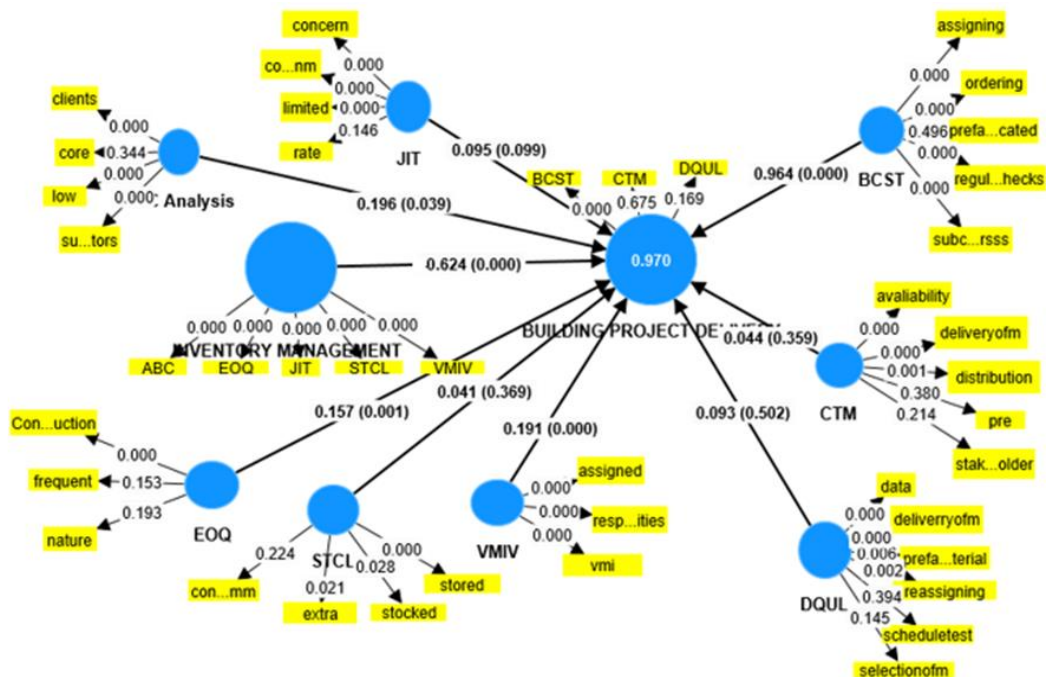 concern
co...nm
limited
rate
0.000
0.000
0.000
0.146
JIT
clients
core
low
su...tors
0.000
0.344
0.000
0.000
: Analysis
assigning
ordering
prefa...cated
regul...hecks
subc...rsss
0.000
0.000
0.496
0.000
0.000
BCST
0.095 (0.099)
0.196 (0.039)
0.624 (0.000)
0.964 (0.000)
BCST
CTM
DQUL
0.000
0.675
0.169
0.970
BUILDING PROJECT DELIVERY
0.000
0.000
0.000
0.000
0.000
INVENTORY MANAGEMENT
ABC
EOQ
JIT
STCL
VMIV
0.044 (0.359)
avaliability
deliveryofm
distribution
pre
stak...older
0.000
0.000
0.001
0.380
0.214
CTM
0.157 (0.001)
0.041 (0.369)
0.191 (0.000)
0.093 (0.502)
Con...uction
frequent
nature
0.000
0.153
0.193
EOQ
STCL
0.224
0.021
0.028
0.000
con...mm
extra
stocked
stored
VMIV
0.000
0.000
0.000
assigned
resp...ities
vmi
data
deliverryofm
prefa...terial
reassigning
scheduletest
selectionofm
0.000
0.000
0.006
0.002
0.394
0.145
DQUL